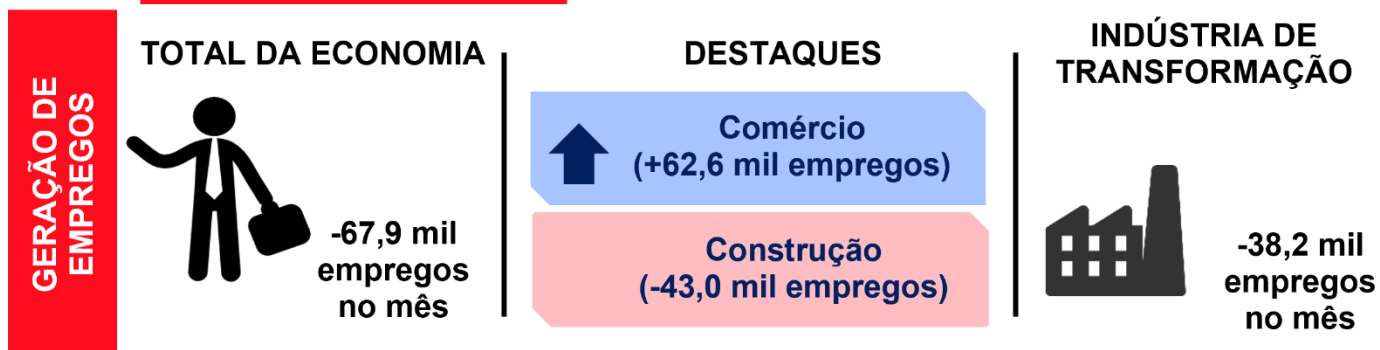 GERAÇÃO DE
EMPREGOS
TOTAL DA ECONOMIA
-67,9 mil
empregos
no mês
DESTAQUES
Comércio
(+62,6 mil empregos)
Construção
(-43,0 mil empregos)
INDÚSTRIA DE
TRANSFORMAÇÃO
-38,2 mil
empregos
no mês